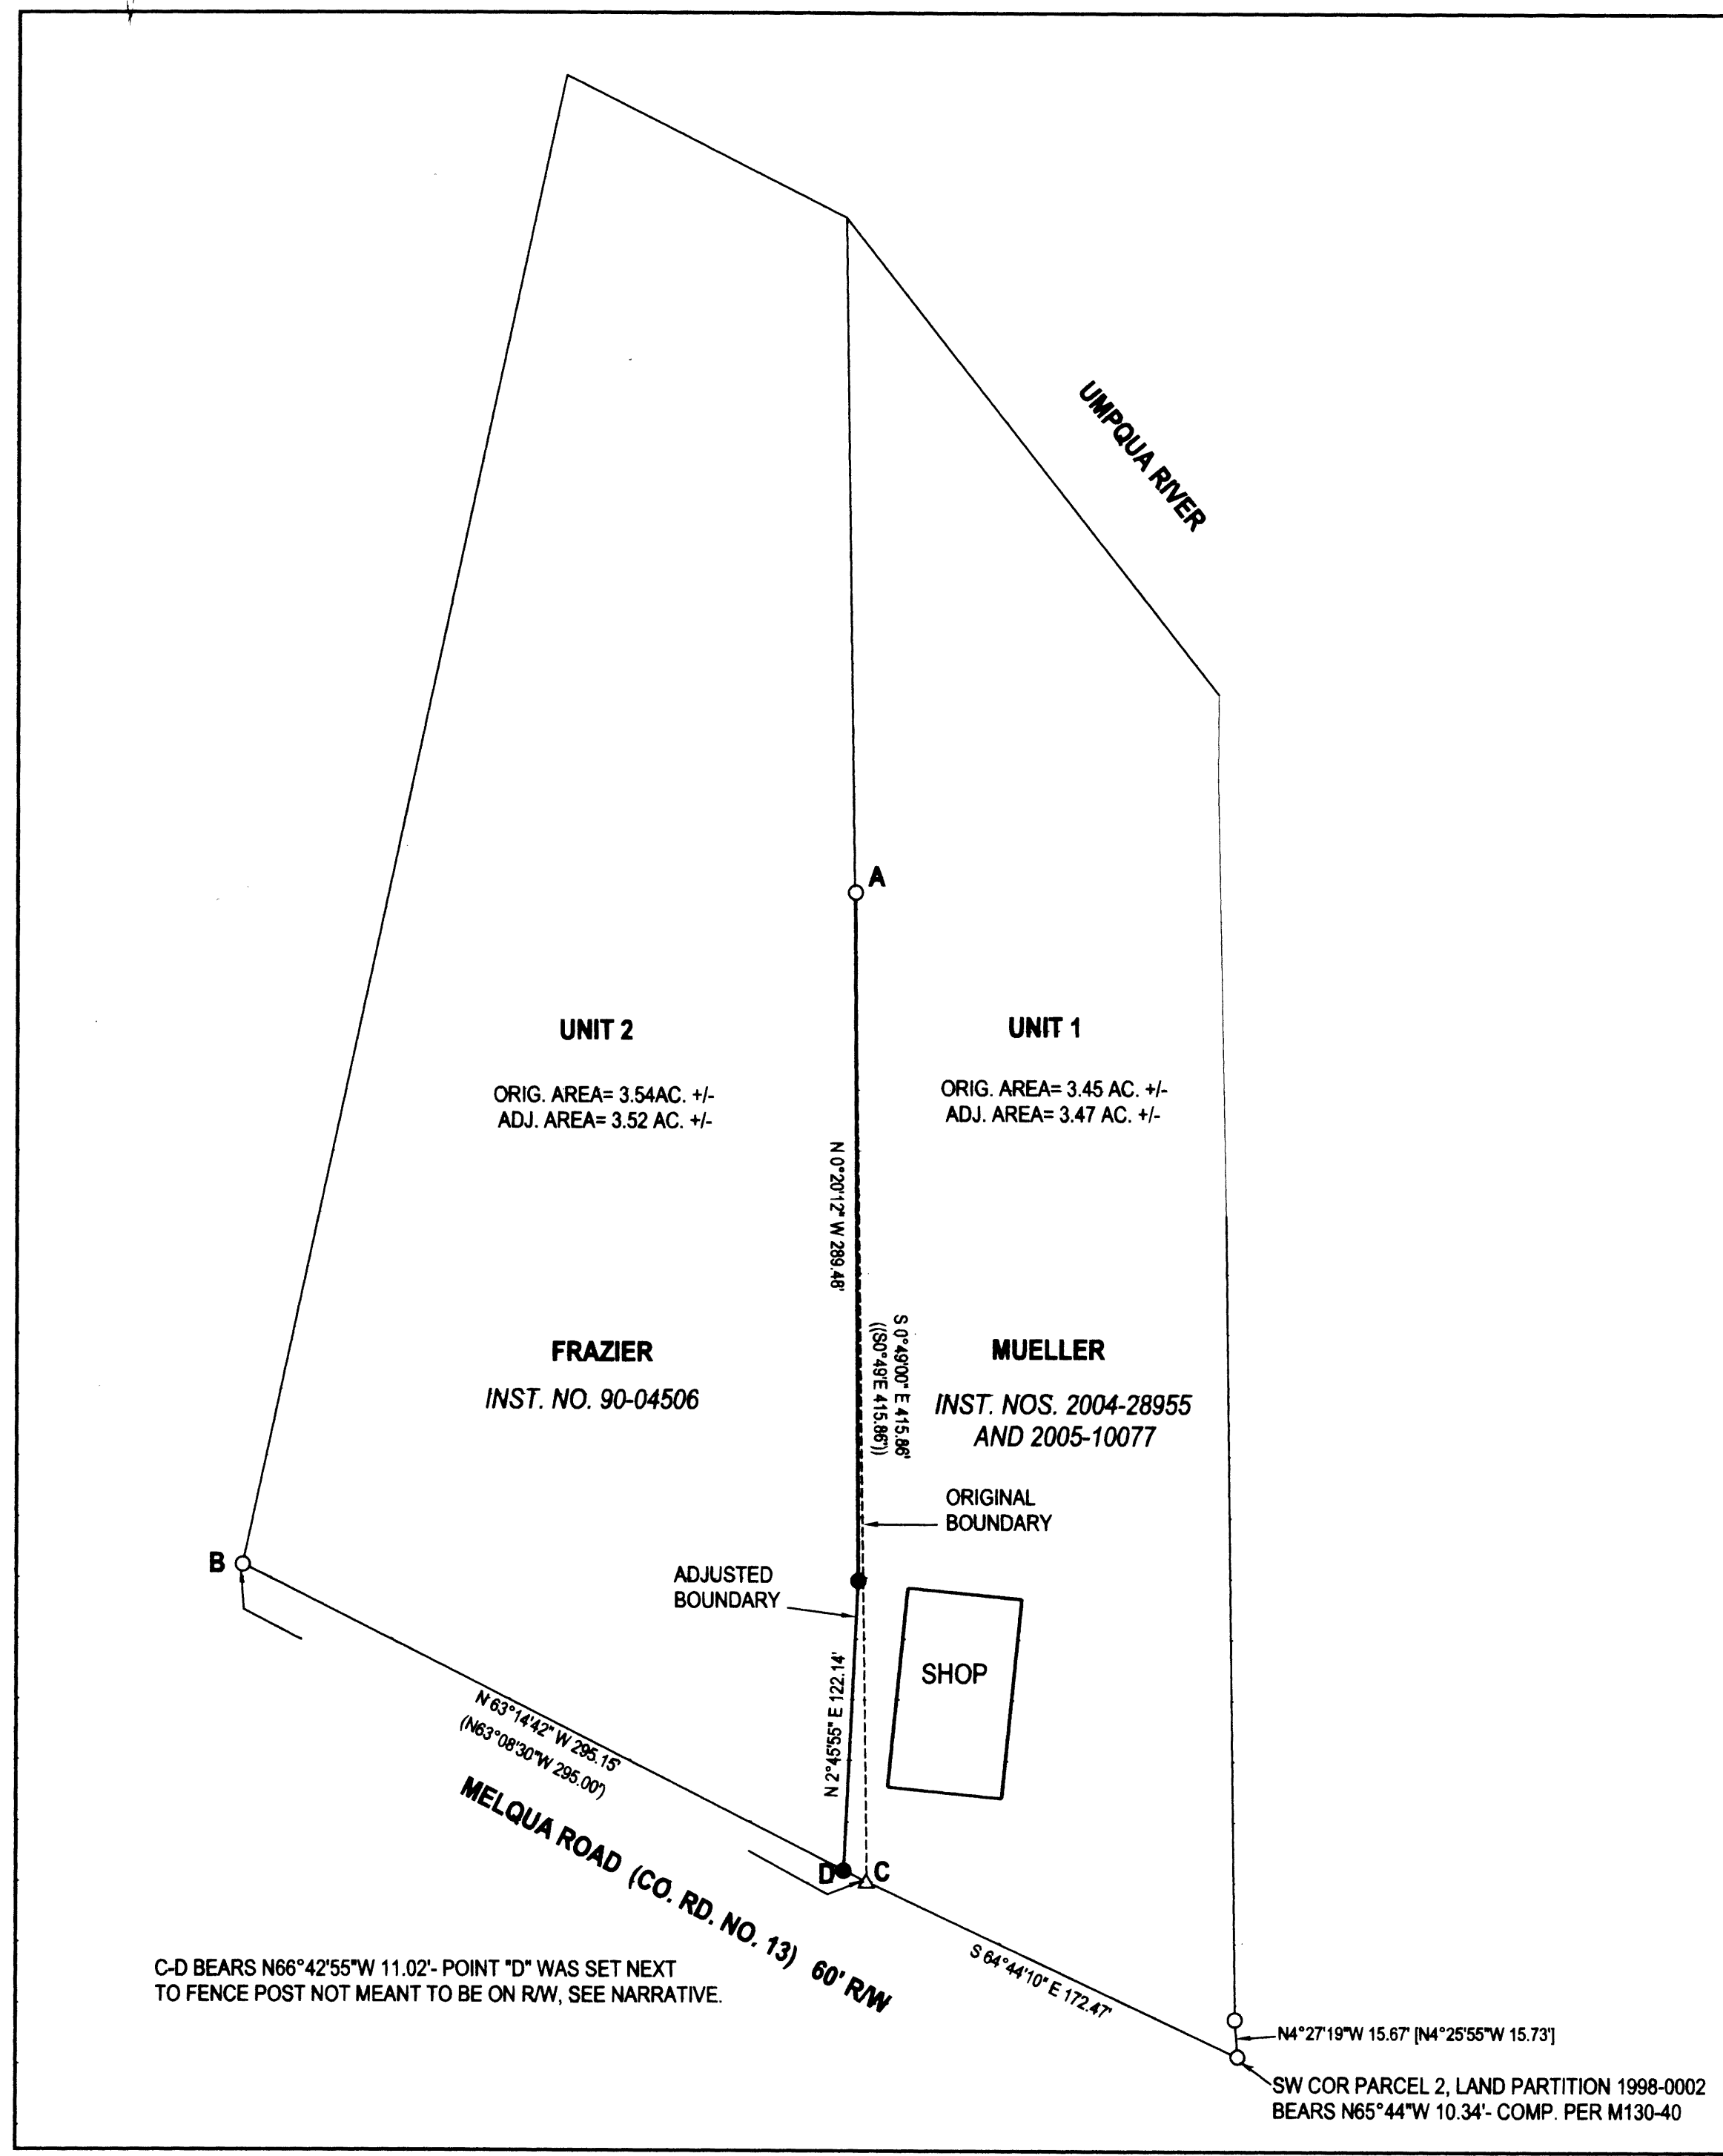 UMPQUA RIVER
A
UNIT 2
ORIG. AREA= 3.54AC. +/-
ADJ. AREA= 3.52 AC. +/-
UNIT 1
ORIG. AREA= 3.45 AC. +/-
ADJ. AREA= 3.47 AC. +/-
N 0°20'12" W 289.48'
S 0°49'00" E 415.86'
((S0°49'E 415.86'))
FRAZIER
INST. NO. 90-04506
MUELLER
INST. NOS. 2004-28955
AND 2005-10077
ORIGINAL
BOUNDARY
B
ADJUSTED
BOUNDARY
SHOP
N 2°45'55" E 122.14'
N 63°14'42" W 295.15'
(N63°08'30"W 295.00')
MELQUA ROAD (CO. RD. NO. 13) 60' R/W
D
C
S 64°44'10" E 172.47'
C-D BEARS N66°42'55"W 11.02'- POINT "D" WAS SET NEXT
TO FENCE POST NOT MEANT TO BE ON R/W, SEE NARRATIVE.
N4°27'19"W 15.67' [N4°25'55"W 15.73']
SW COR PARCEL 2, LAND PARTITION 1998-0002
BEARS N65°44"W 10.34'- COMP. PER M130-40